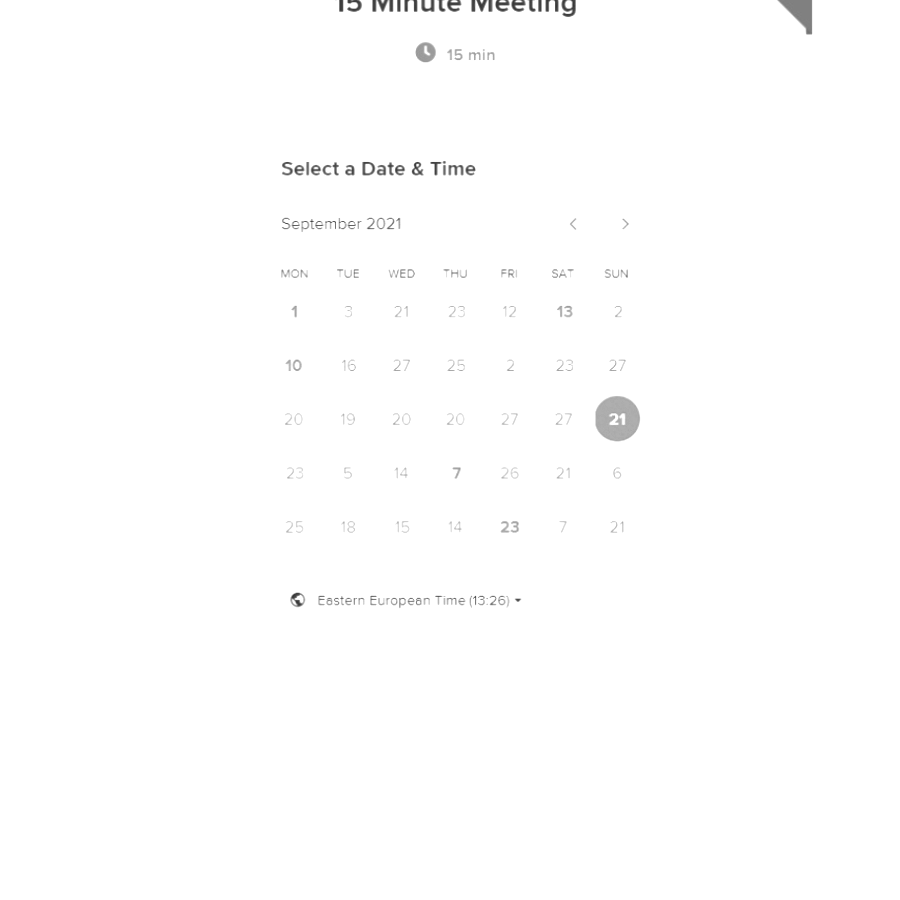 15 Minute Meeting
15 min
Select a Date & Time
September 2021
MON TUE WED THU FRI SAT SUN
1 3 21 23 12 13 2
10 16 27 25 2 23 27
20 19 20 20 27 27 21
23 5 14 7 26 21 6
25 18 15 14 23 7 21
Eastern European Time (13:26)